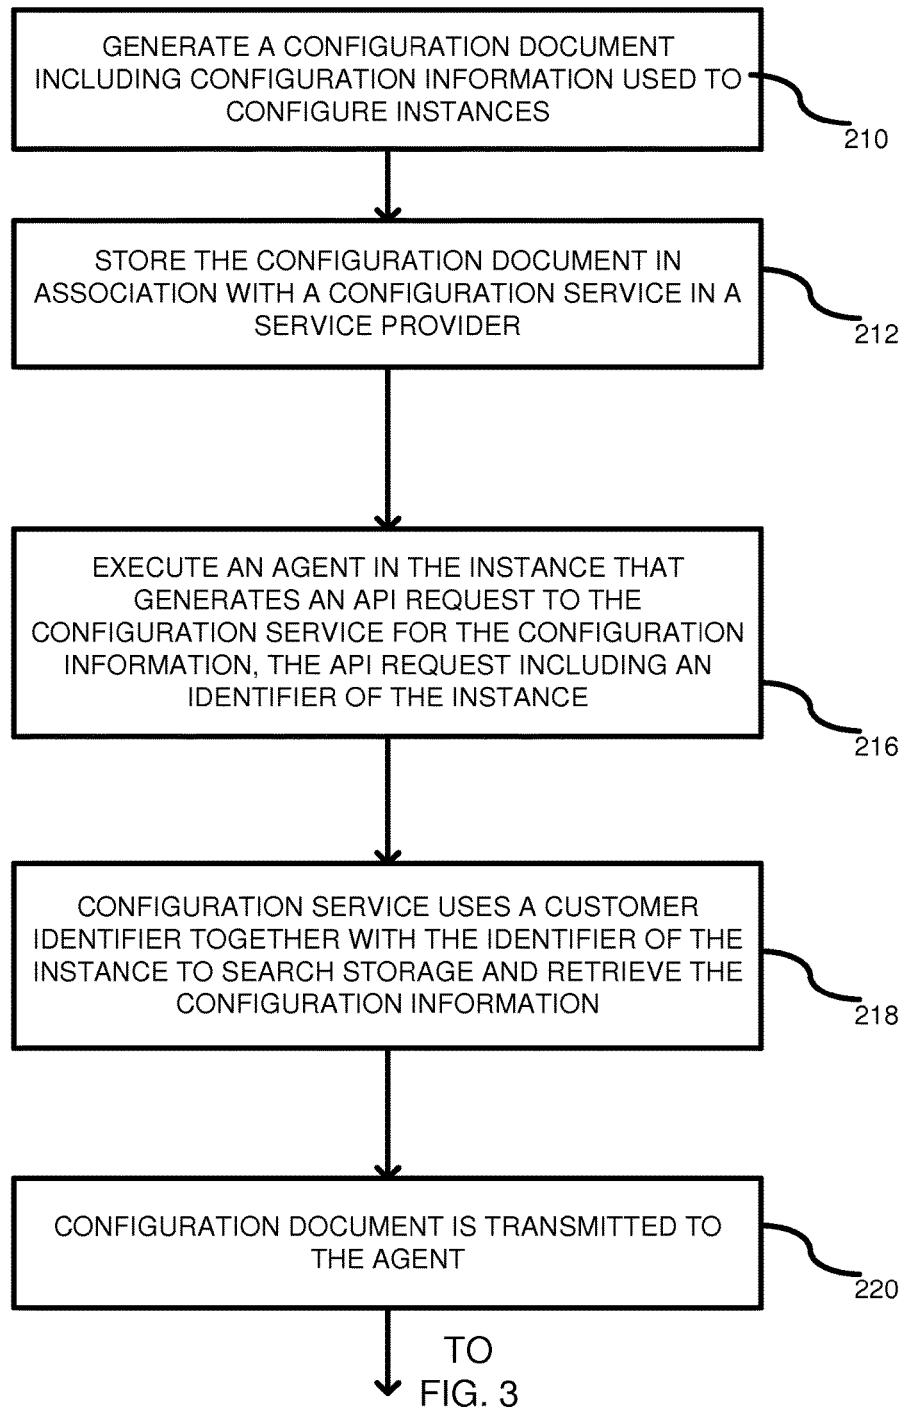 GENERATE A CONFIGURATION DOCUMENT
INCLUDING CONFIGURATION INFORMATION USED TO
CONFIGURE INSTANCES
210
STORE THE CONFIGURATION DOCUMENT IN
ASSOCIATION WITH A CONFIGURATION SERVICE IN A
SERVICE PROVIDER
212
EXECUTE AN AGENT IN THE INSTANCE THAT
GENERATES AN API REQUEST TO THE
CONFIGURATION SERVICE FOR THE CONFIGURATION
INFORMATION, THE API REQUEST INCLUDING AN
IDENTIFIER OF THE INSTANCE
216
CONFIGURATION SERVICE USES A CUSTOMER
IDENTIFIER TOGETHER WITH THE IDENTIFIER OF THE
INSTANCE TO SEARCH STORAGE AND RETRIEVE THE
CONFIGURATION INFORMATION
218
CONFIGURATION DOCUMENT IS TRANSMITTED TO
THE AGENT
220
TO
FIG. 3